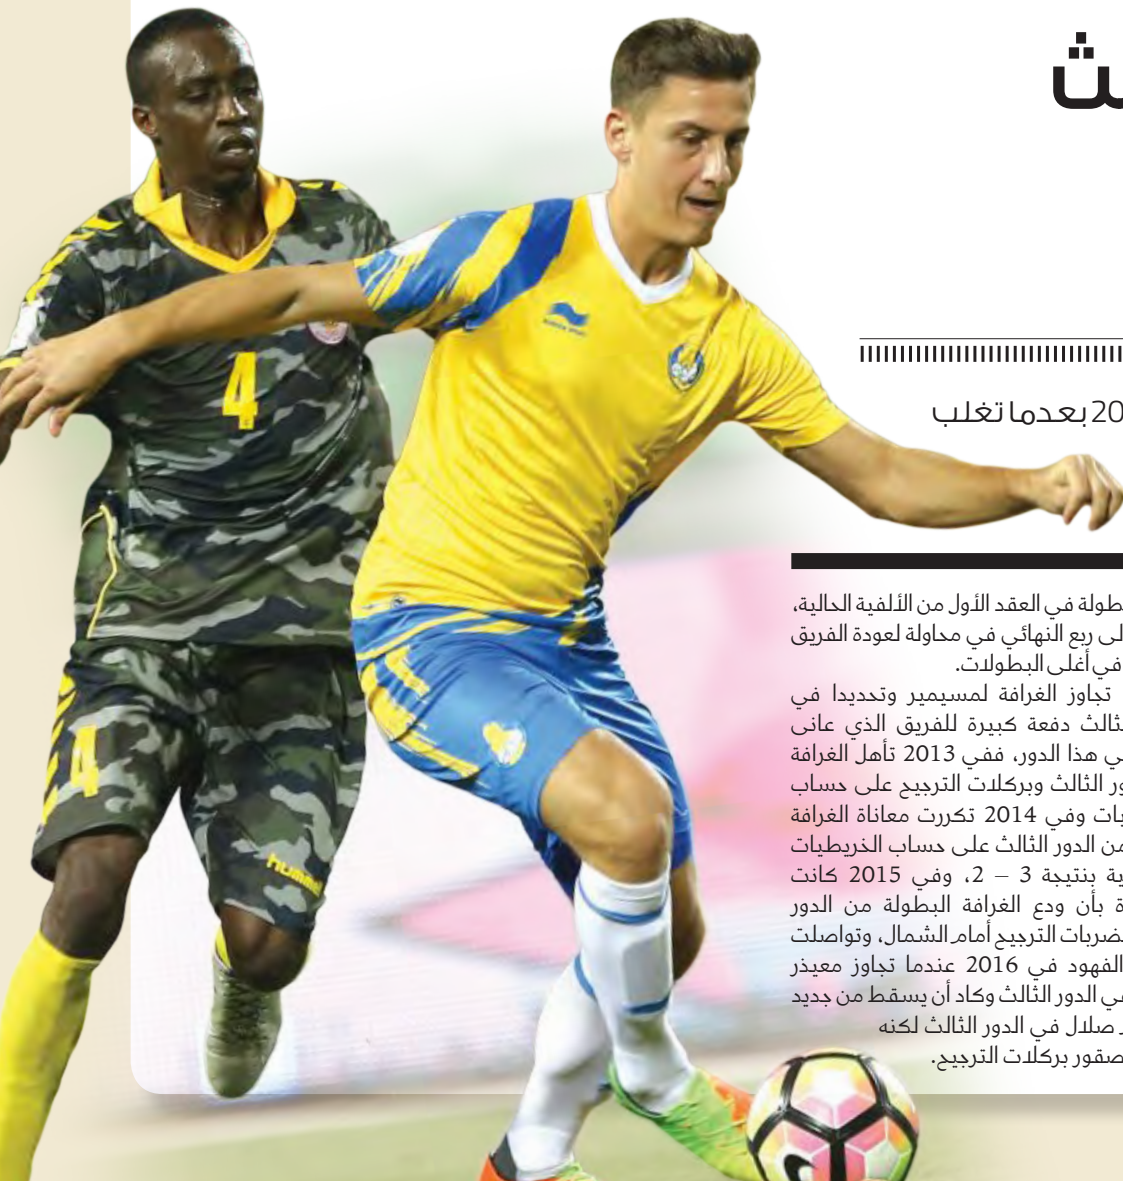 20 بعدما تغلب
بطولة في العقد الأول من الألفية الحالية،
لى ربع النهائي في محاولة لعودة الفريق
في أغلى البطولات.
تجاوز الغرافة لمسيمير وتحديدا في
ثالث دفعة كبيرة للفريق الذي عانى
ي هذا الدور، ففي 2013 تأهل الغرافة
ور الثالث وبركلات الترجيح على حساب
يات وفي 2014 تكررت معاناة الغرافة
من الدور الثالث على حساب الخريطيات
ية بنتيجة 3 – 2، وفي 2015 كانت
ة بأن ودع الغرافة البطولة من الدور
ضربات الترجيح أمام الشمال، وتواصلت
الفهود في 2016 عندما تجاوز معيذر
في الدور الثالث وكاد أن يسقط من جديد
ر صلال في الدور الثالث لكنه
صقور بركلات الترجيح.
4
4
hummel